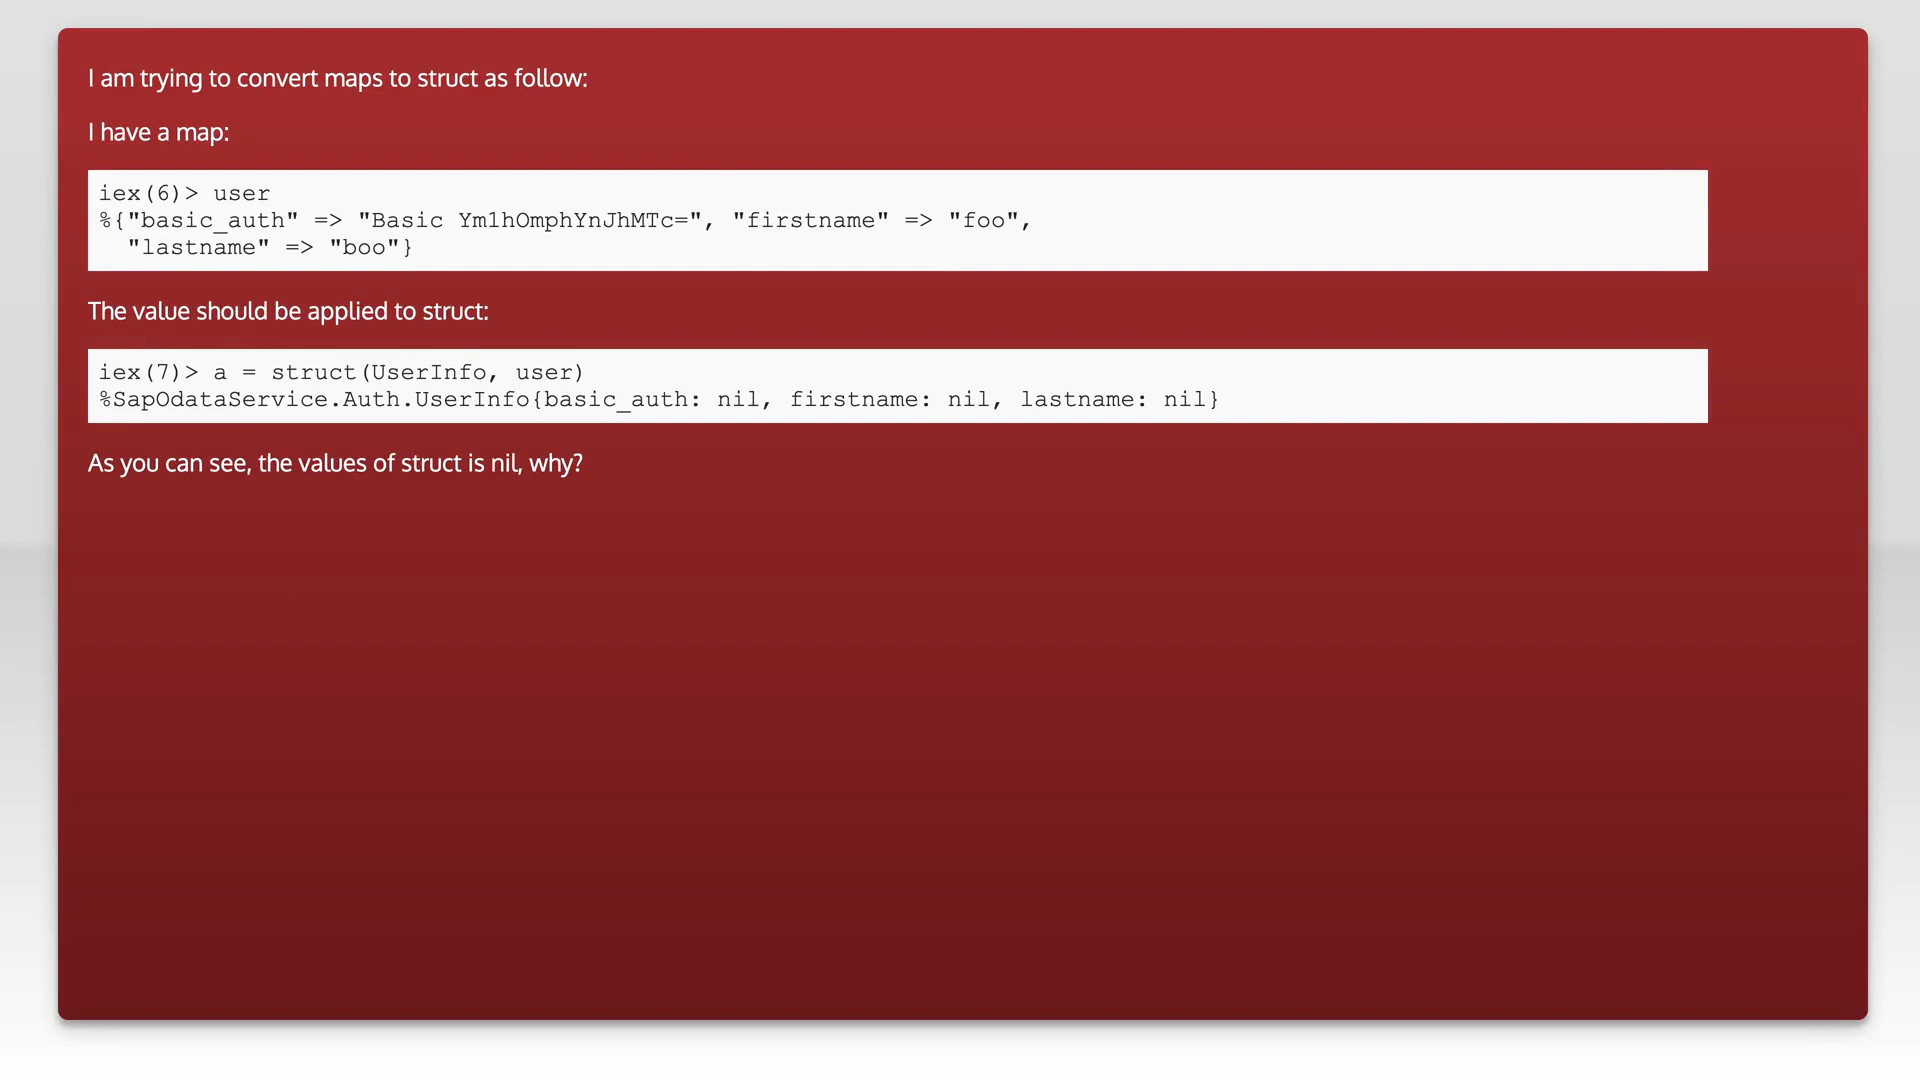 I am trying to convert maps to struct as follow:
I have a map:
iex(6)> user
%{"basic_auth" => "Basic Ym1hOmphYnJhMTc=", "firstname" => "foo",
  "lastname" => "boo"}
The value should be applied to struct:
iex(7)> a = struct(UserInfo, user)
%SapOdataService.Auth.UserInfo{basic_auth: nil, firstname: nil, lastname: nil}
As you can see, the values of struct is nil, why?